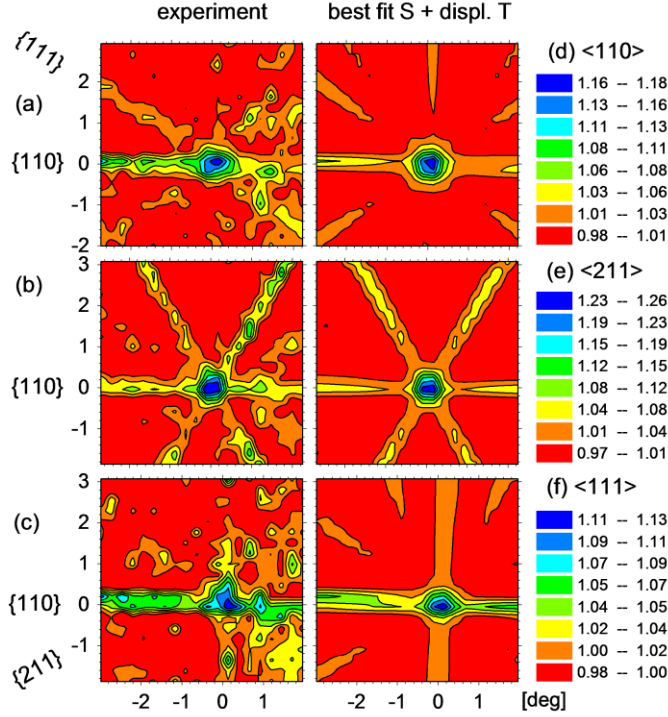 experiment best fit S + displ. T
{111}
(a)
{110}
2
1
0
-1
-2
(d) <110>
1.16 -- 1.18
1.13 -- 1.16
1.11 -- 1.13
1.08 -- 1.11
1.06 -- 1.08
1.03 -- 1.06
1.01 -- 1.03
0.98 -- 1.01
(b)
{110}
3
2
1
0
-1
(e) <211>
1.23 -- 1.26
1.19 -- 1.23
1.15 -- 1.19
1.12 -- 1.15
1.08 -- 1.12
1.04 -- 1.08
1.01 -- 1.04
0.97 -- 1.01
(c)
{110}
{211}
3
2
1
0
-1
(f) <111>
1.11 -- 1.13
1.09 -- 1.11
1.07 -- 1.09
1.05 -- 1.07
1.04 -- 1.05
1.02 -- 1.04
1.00 -- 1.02
0.98 -- 1.00
-2 -1 0 1 -2 -1 0 1 [deg]